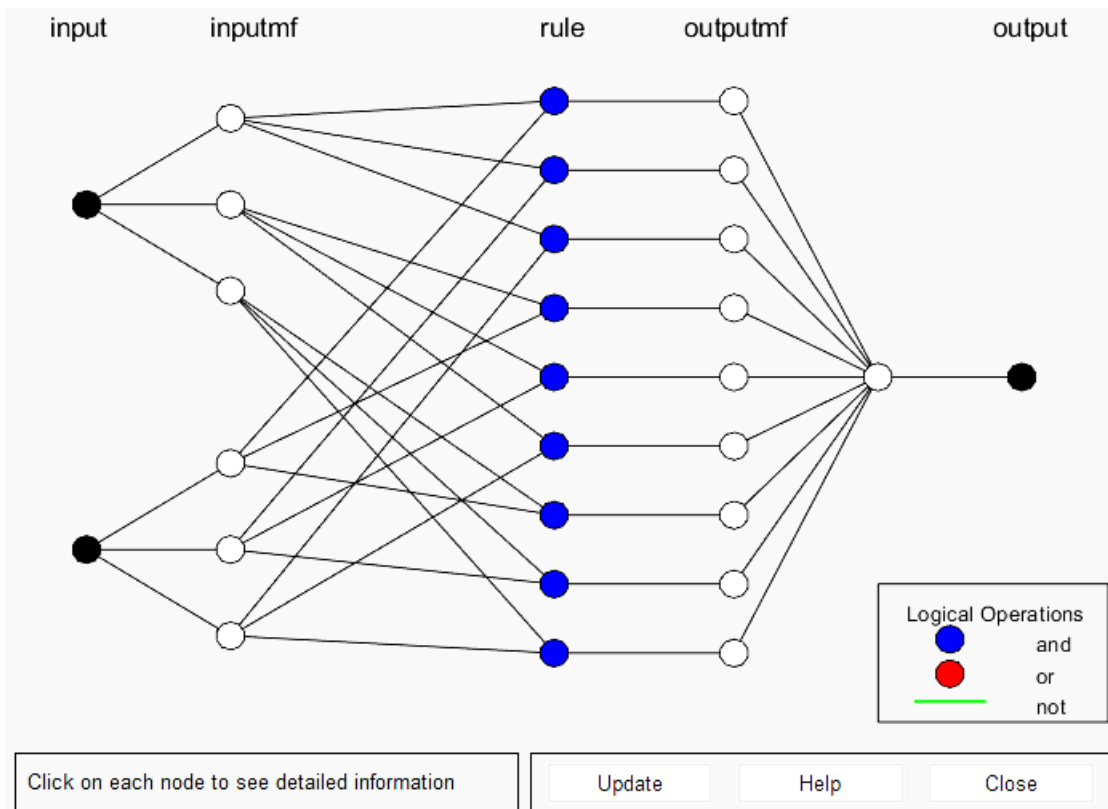 input inputmf rule outputmf output
Logical Operations
and
or
not
Click on each node to see detailed information
Update Help Close